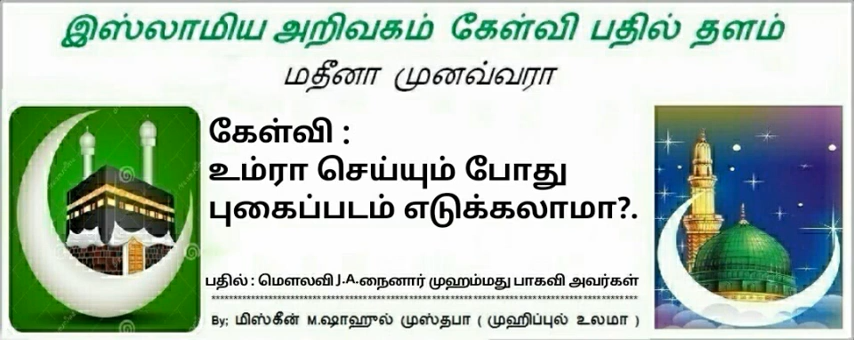 இஸ்லாமிய அறிவகம் கேள்வி பதில் தளம்
மதீனா முனவ்வரா
கேள்வி :
உம்ரா செய்யும் போது
புகைப்படம் எடுக்கலாமா?.
பதில் : மௌலவி J.A.நைனார் முஹம்மது பாகவி அவர்கள்
By; மிஸ்கீன் M.ஷாஹுல் முஸ்தபா ( முஹிப்புல் உலமா )